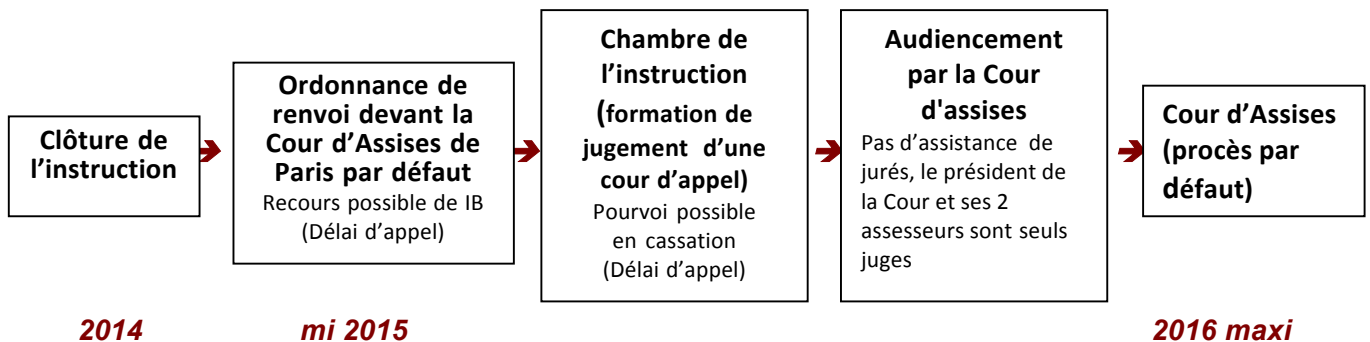 Clôture de
l’instruction
Ordonnance de
renvoi devant la
Cour d’Assises de
Paris par défaut
Recours possible de IB
(Délai d’appel)
Chambre de
l’instruction
(formation de
jugement d’une
cour d’appel)
Pourvoi possible
en cassation
(Délai d’appel)
Audiencement
par la Cour
d'assises
Pas d’assistance de
jurés, le président de
la Cour et ses 2
assesseurs sont seuls
juges
Cour d’Assises
(procès par
défaut)
2014
mi 2015
2016 maxi